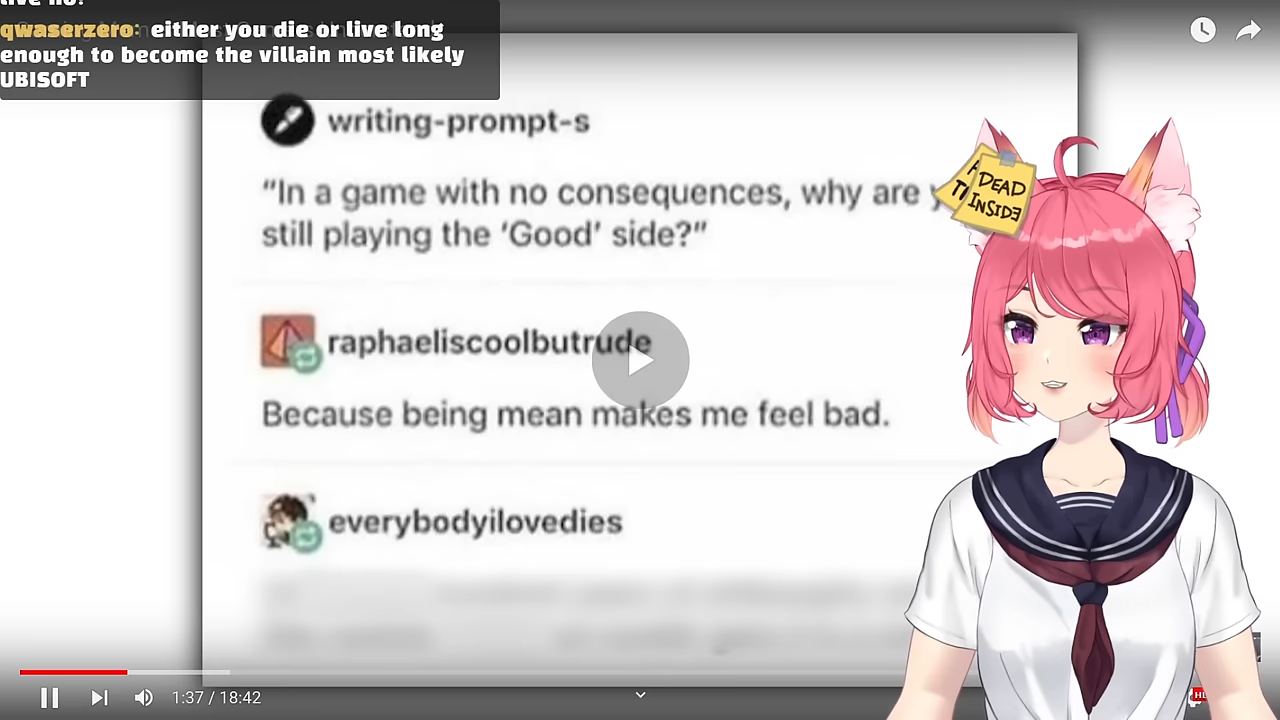 live no?
qwaserzero: either you die or live long
enough to become the villain most likely
UBISOFT
writing-prompt-s
“In a game with no consequences, why are
still playing the ‘Good’ side?”
DEAD
INSIDE
raphaeliscoolbutrude
Because being mean makes me feel bad.
everybodyilovedies
1:37 / 18:42